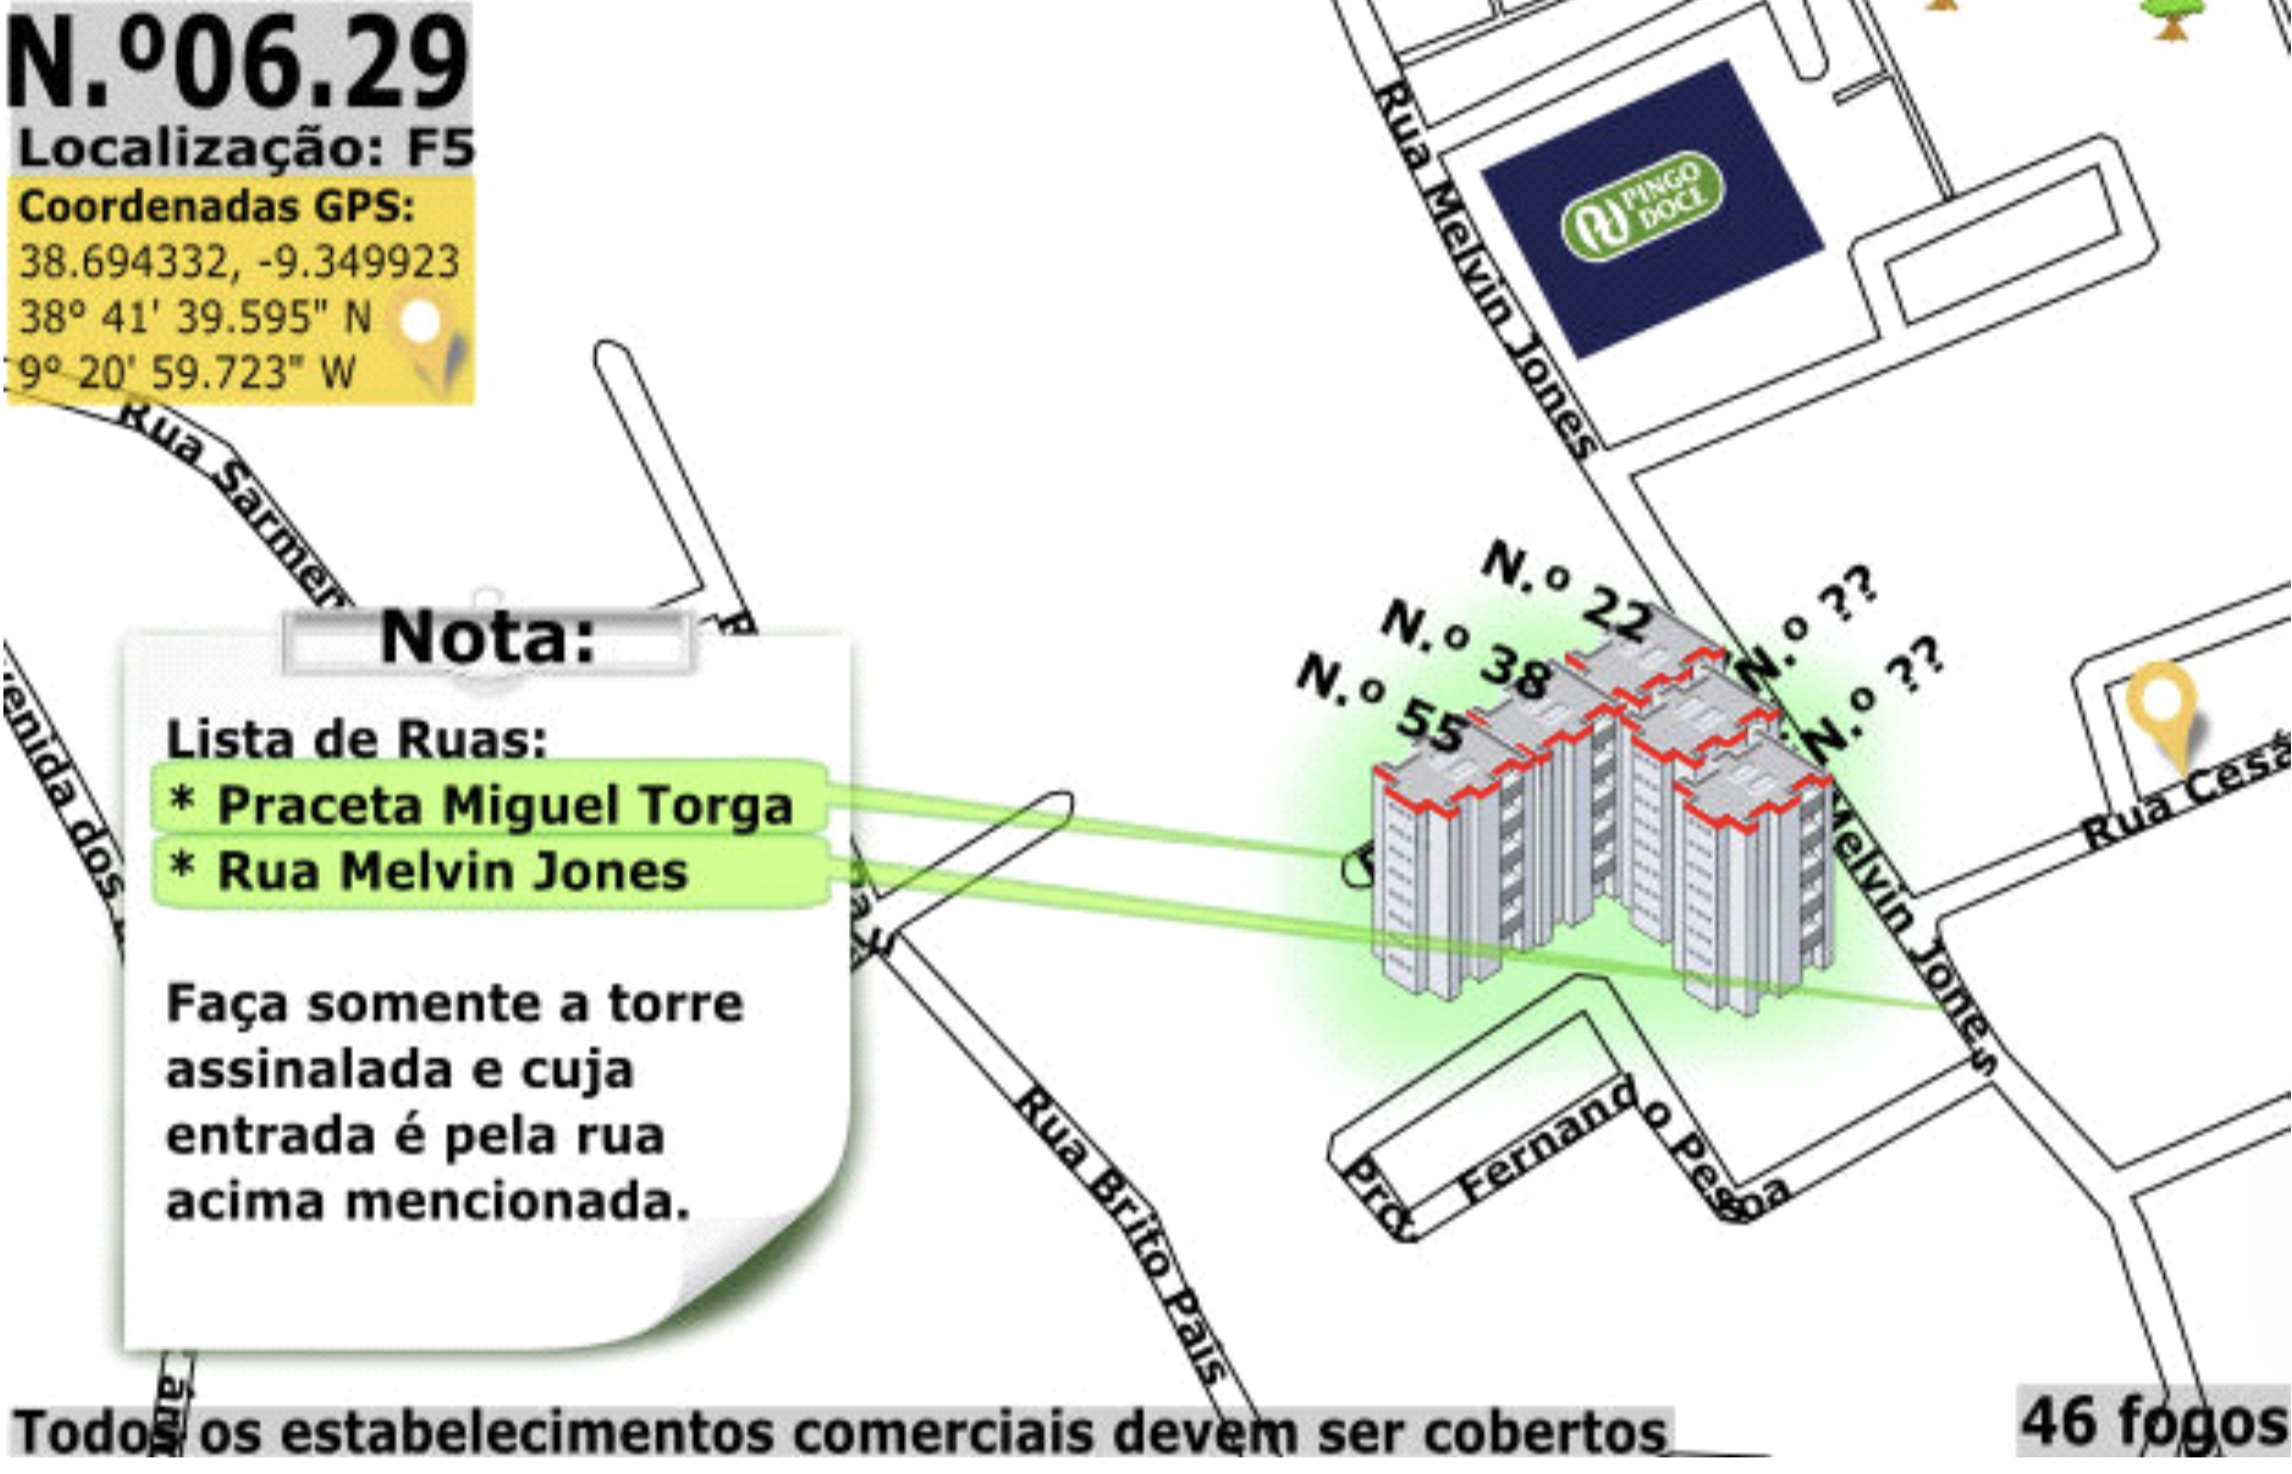 N.º06.29
Localização: F5
Coordenadas GPS:
38.694332, -9.349923
38º 41' 39.595" N
9º 20' 59.723" W
Rua Melvin Jones
PINGO
DOCE
Rua Sarmen
N.º 22
N.º 38
N.º 55
N.º ??
N.º ??
Nota:
Lista de Ruas:
* Praceta Miguel Torga
* Rua Melvin Jones
Faça somente a torre
assinalada e cuja
entrada é pela rua
acima mencionada.
enida dos
Melvin Jones
Rua Cesá
Prct. Fernando Pessoa
Rua Brito Pais
Todos os estabelecimentos comerciais devem ser cobertos
46 fogos